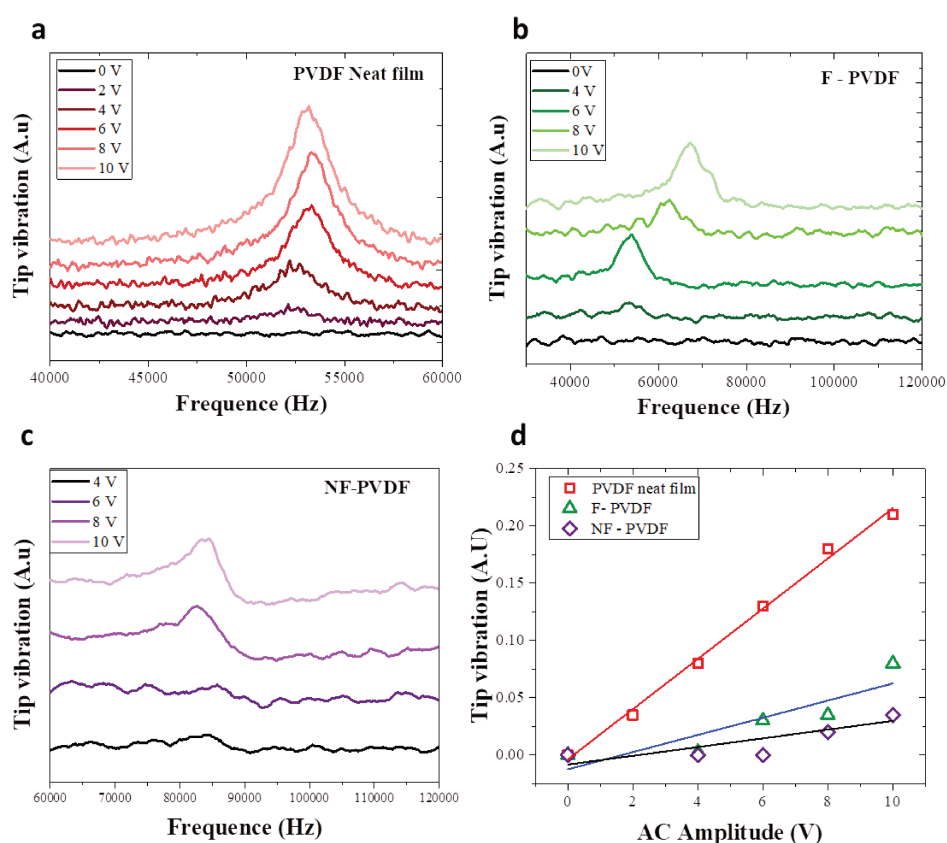 a
PVDF Neat film
0 V
2 V
4 V
6 V
8 V
10 V
Tip vibration (A.u)
40000 45000 50000 55000 60000
Frequence (Hz)
b
F - PVDF
0V
4 V
6 V
8 V
10 V
Tip vibration (A.u)
40000 60000 80000 100000 120000
Frequence (Hz)
c
NF-PVDF
4 V
6 V
8 V
10 V
Tip vibration (A.u)
60000 70000 80000 90000 100000 110000 120000
Frequence (Hz)
d
PVDF neat film
F- PVDF
NF - PVDF
Tip vibration (A.U)
0.25
0.20
0.15
0.10
0.05
0.00
0 2 4 6 8 10
AC Amplitude (V)